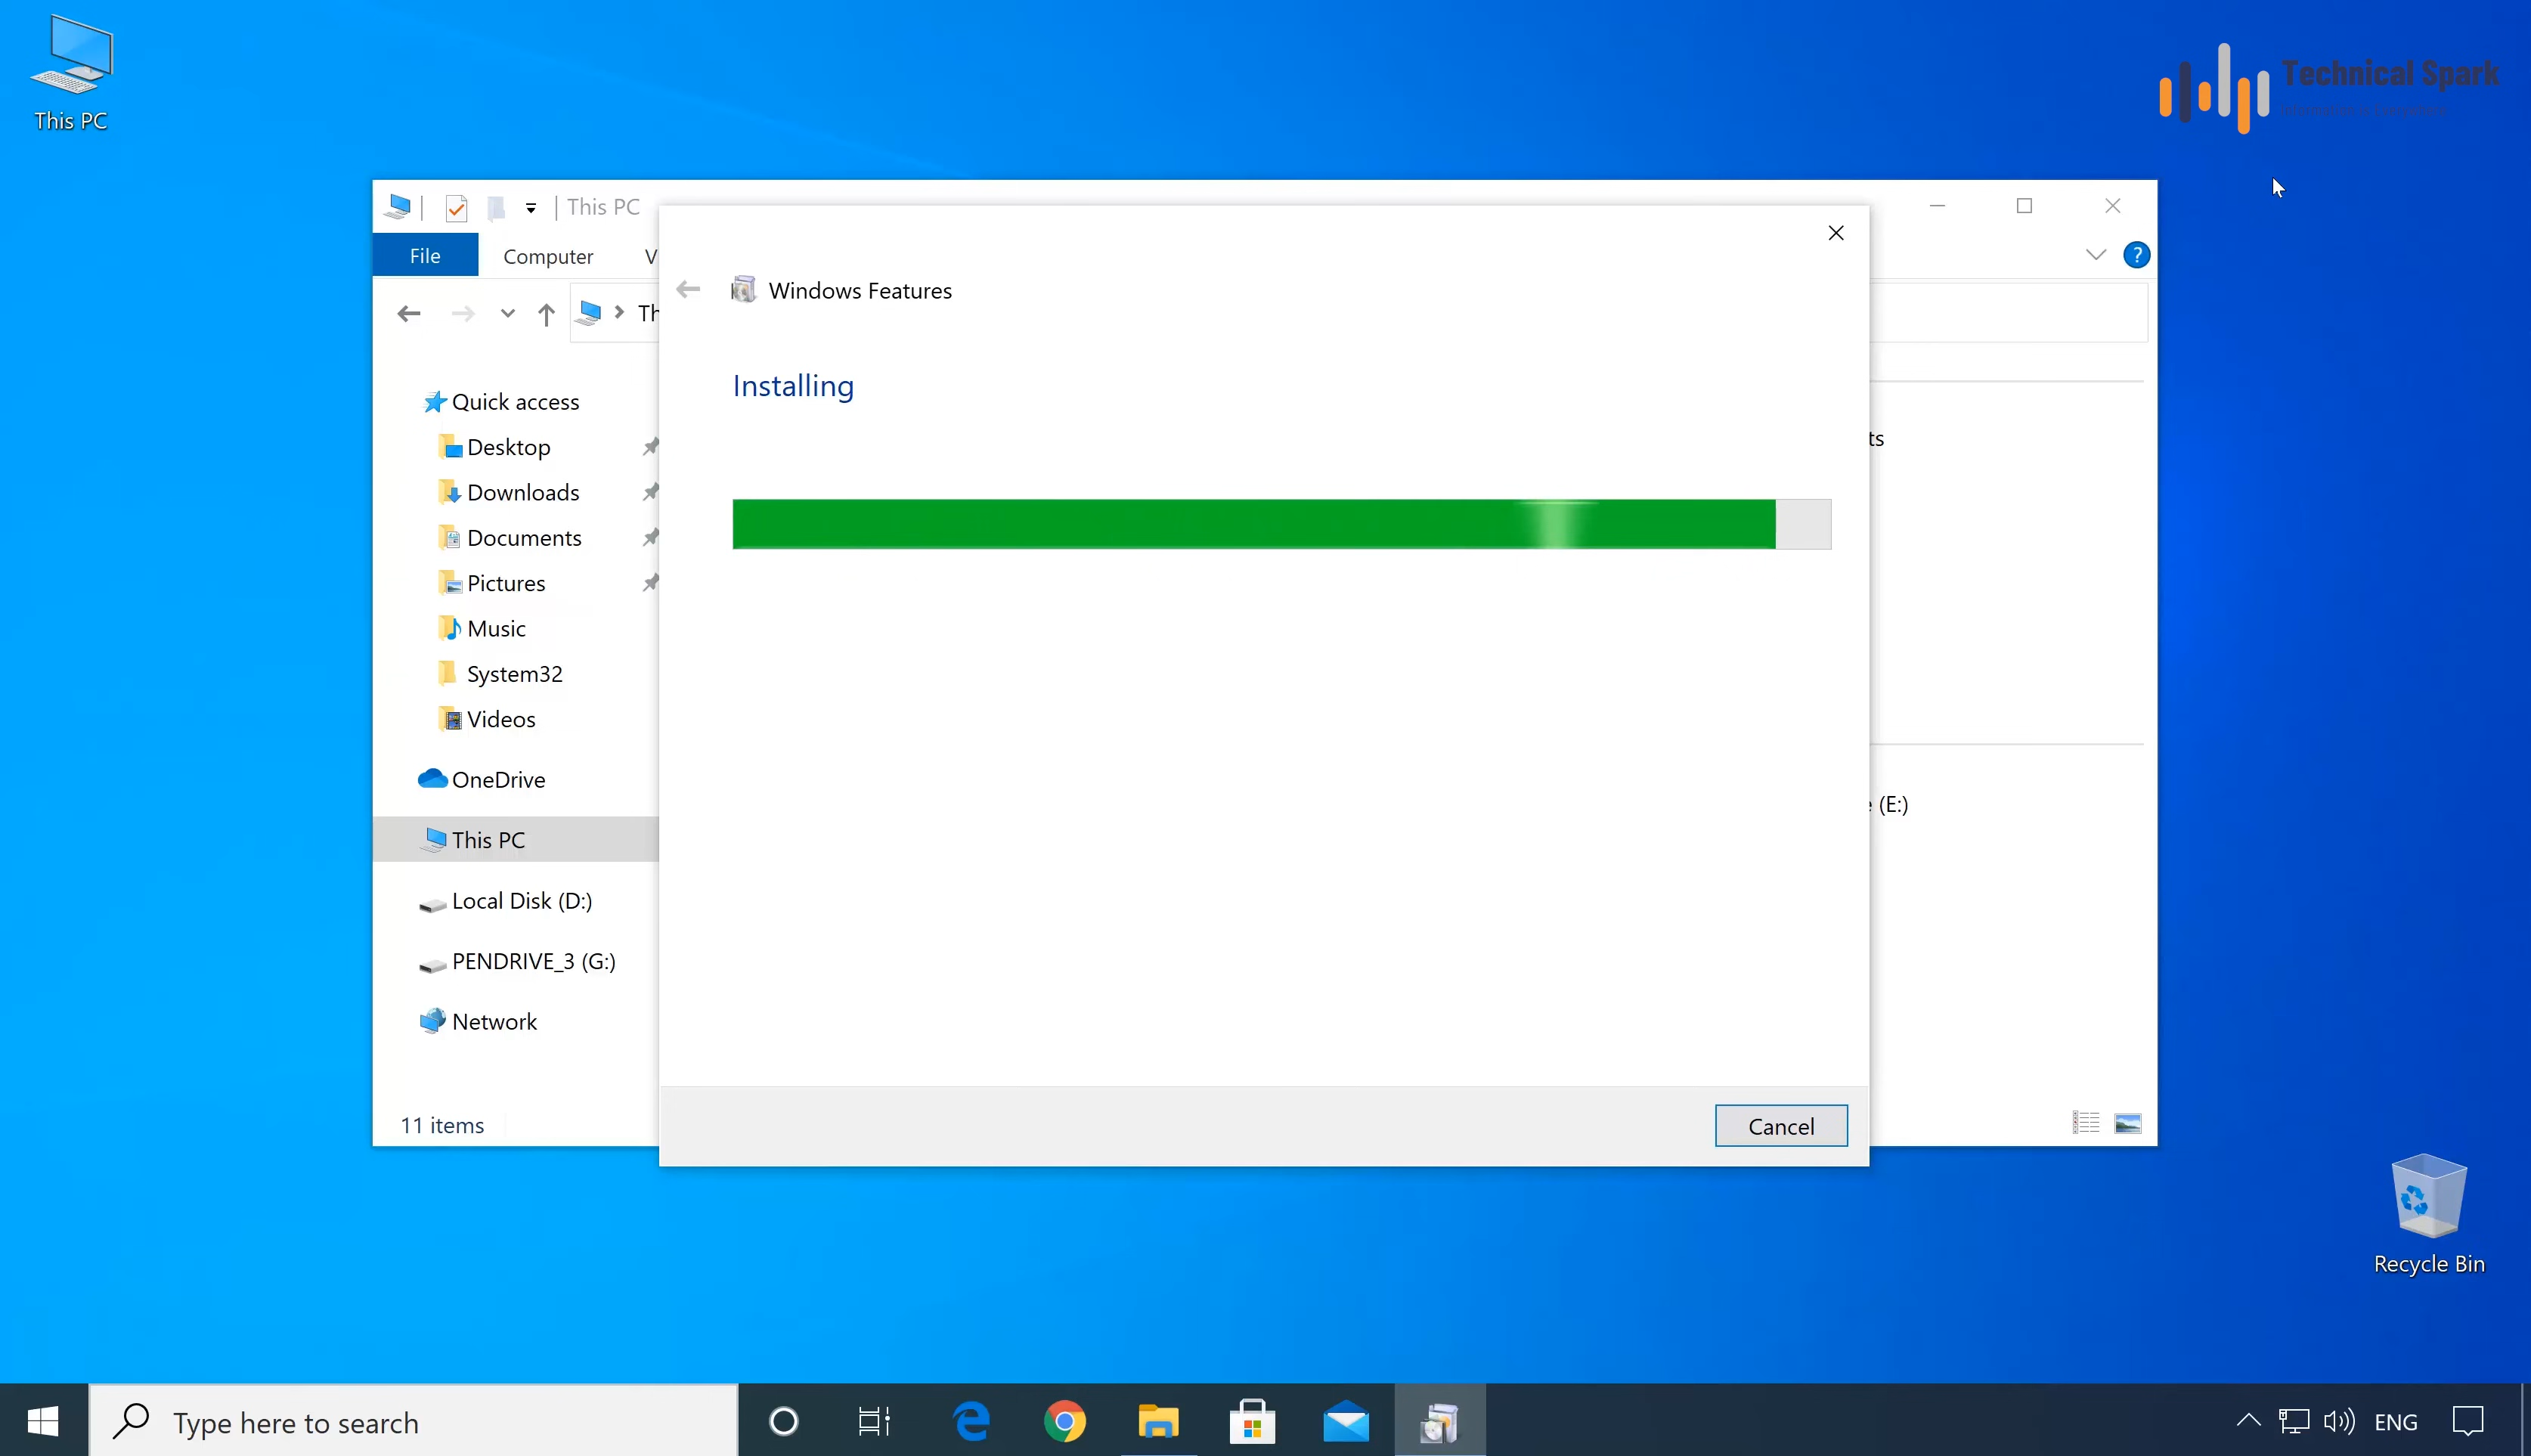 This PC
Technical Spark
This PC
File
Computer
V
Th
Windows Features
Installing
Quick access
Desktop
Downloads
Documents
Pictures
Music
System32
Videos
OneDrive
This PC
Local Disk (D:)
PENDRIVE_3 (G:)
Network
ts
(E:)
11 items
Cancel
Recycle Bin
Type here to search
ENG